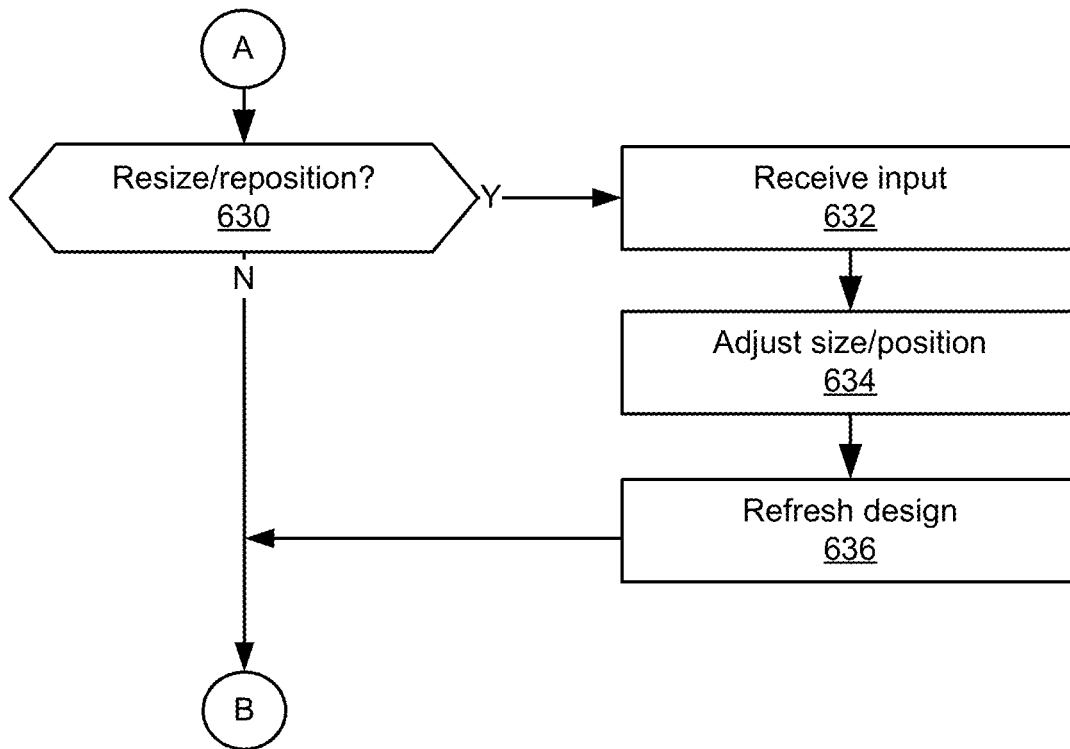 A
Resize/reposition?
630
Y
N
Receive input
632
Adjust size/position
634
Refresh design
636
B